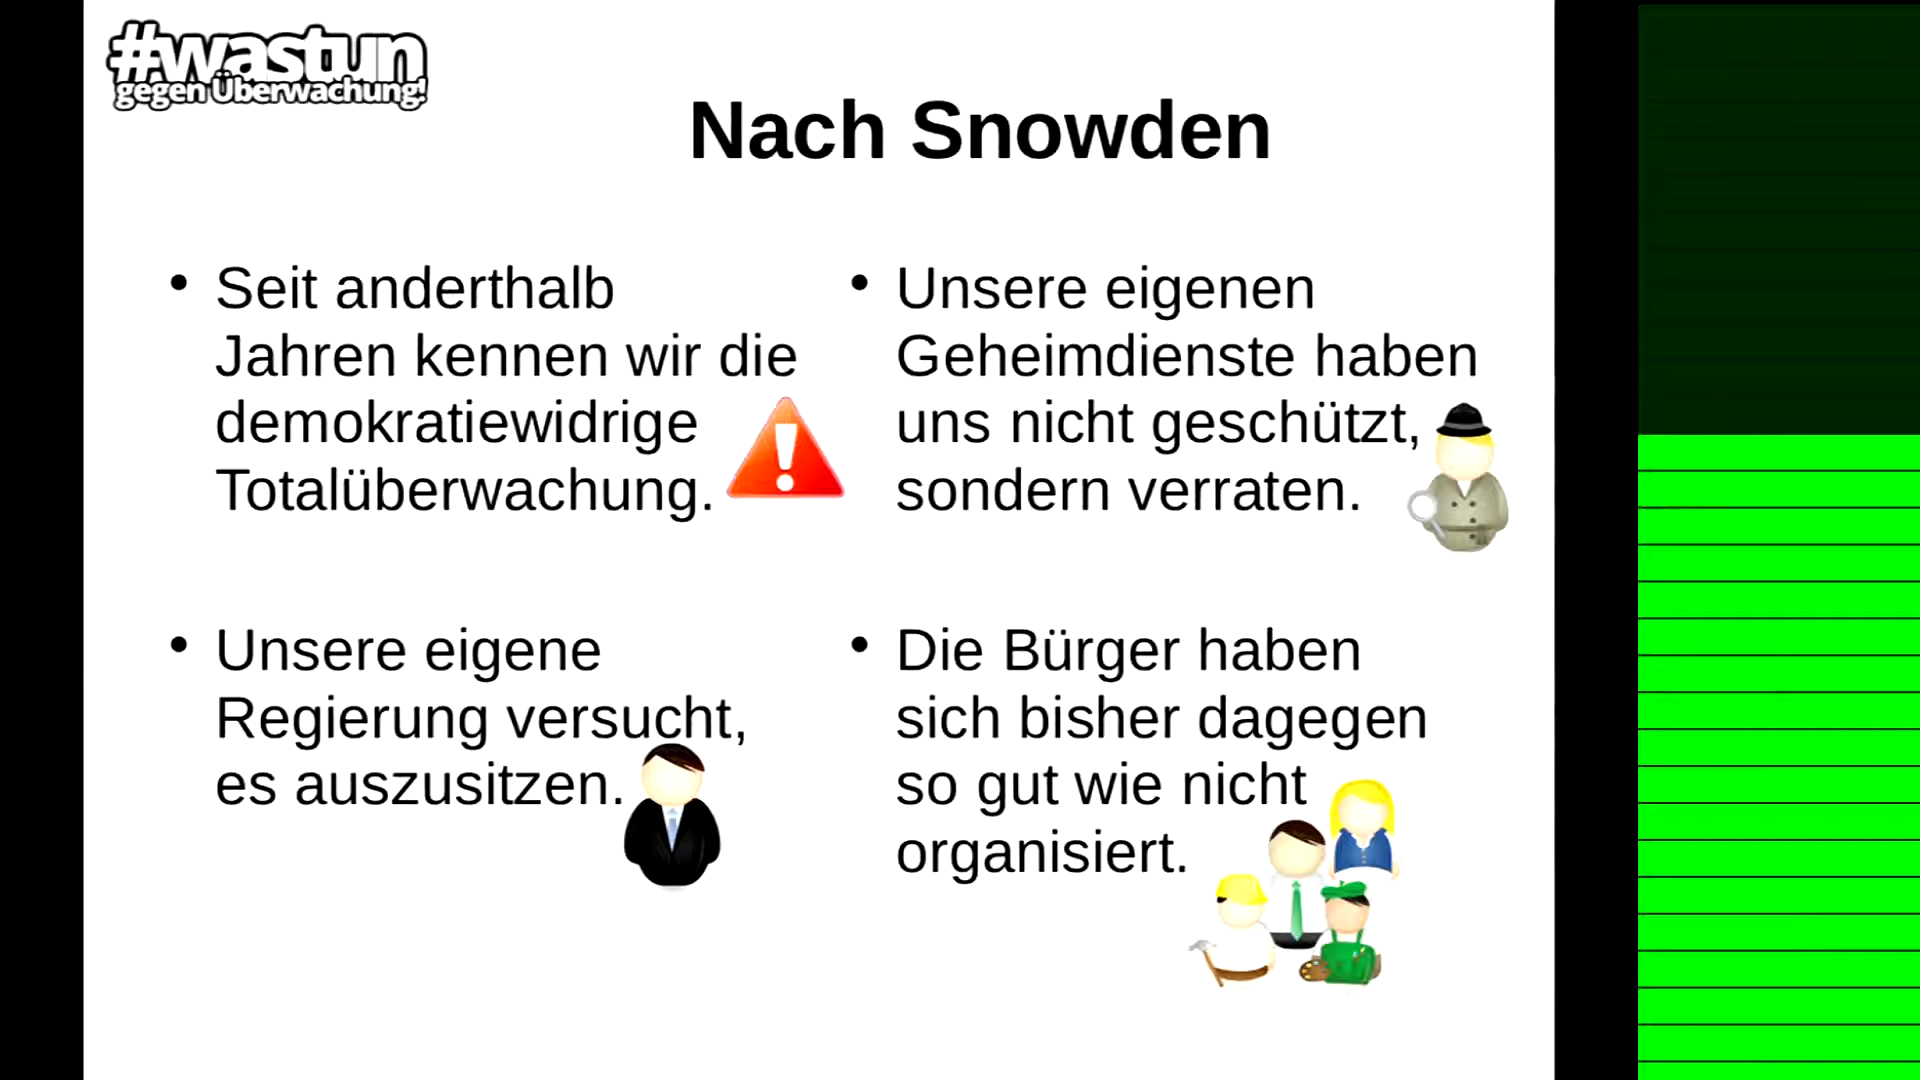 #wastun
gegen Überwachung!
Nach Snowden
• Seit anderthalb
Jahren kennen wir die
demokratiewidrige
Totalüberwachung.
• Unsere eigene
Regierung versucht,
es auszusitzen.
• Unsere eigenen
Geheimdienste haben
uns nicht geschützt,
sondern verraten.
• Die Bürger haben
sich bisher dagegen
so gut wie nicht
organisiert.